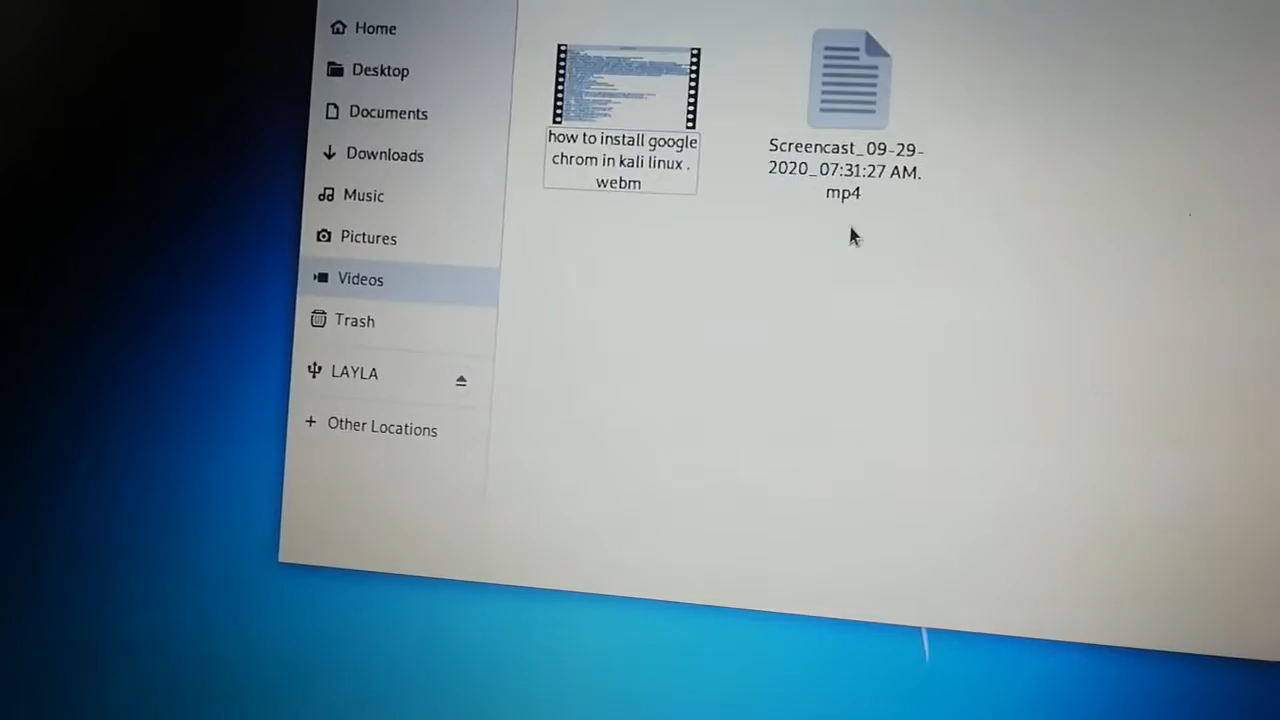 Home
Desktop
Documents
Downloads
Music
Pictures
Videos
Trash
LAYLA
Other Locations
how to install google
chrom in kali linux .
webm
Screencast_09-29-
2020_07:31:27 AM.
mp4